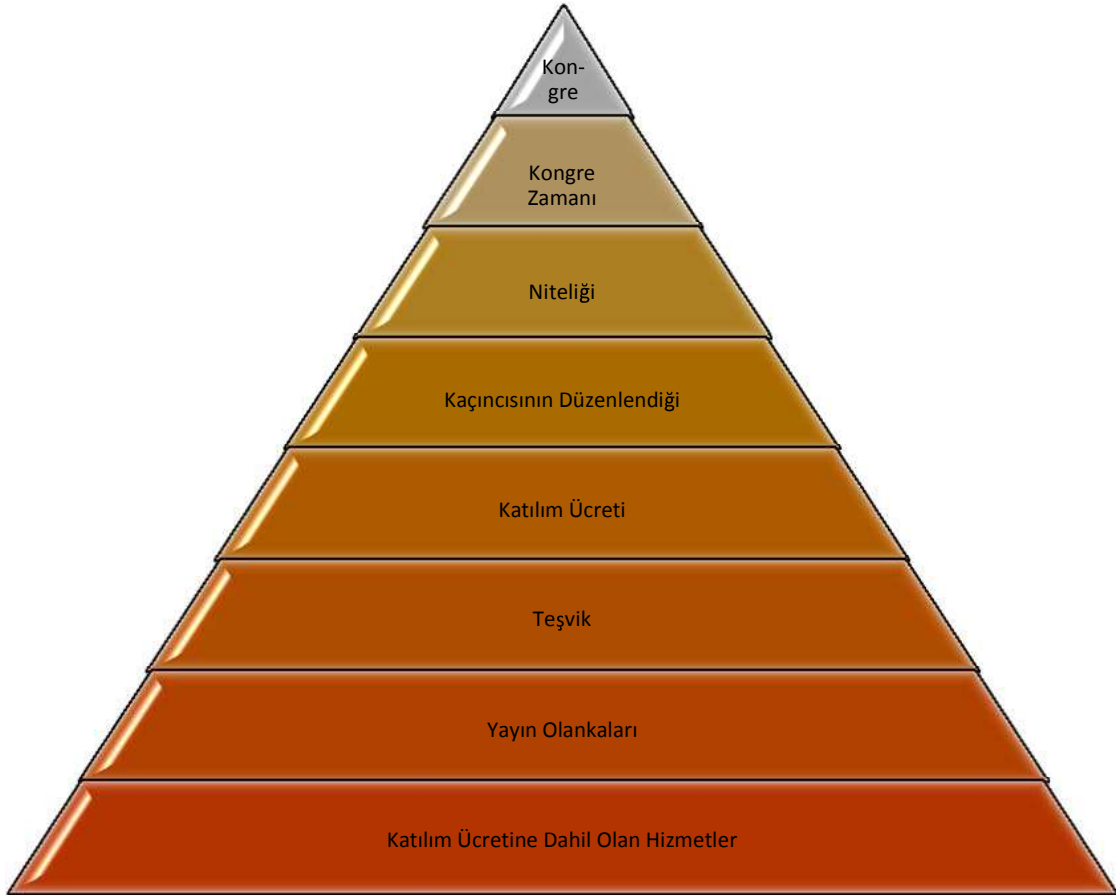 Kon-
gre
Kongre
Zamanı
Niteliği
Kaçıncısının Düzenlendiği
Katılım Ücreti
Teşvik
Yayın Olankaları
Katılım Ücretine Dahil Olan Hizmetler